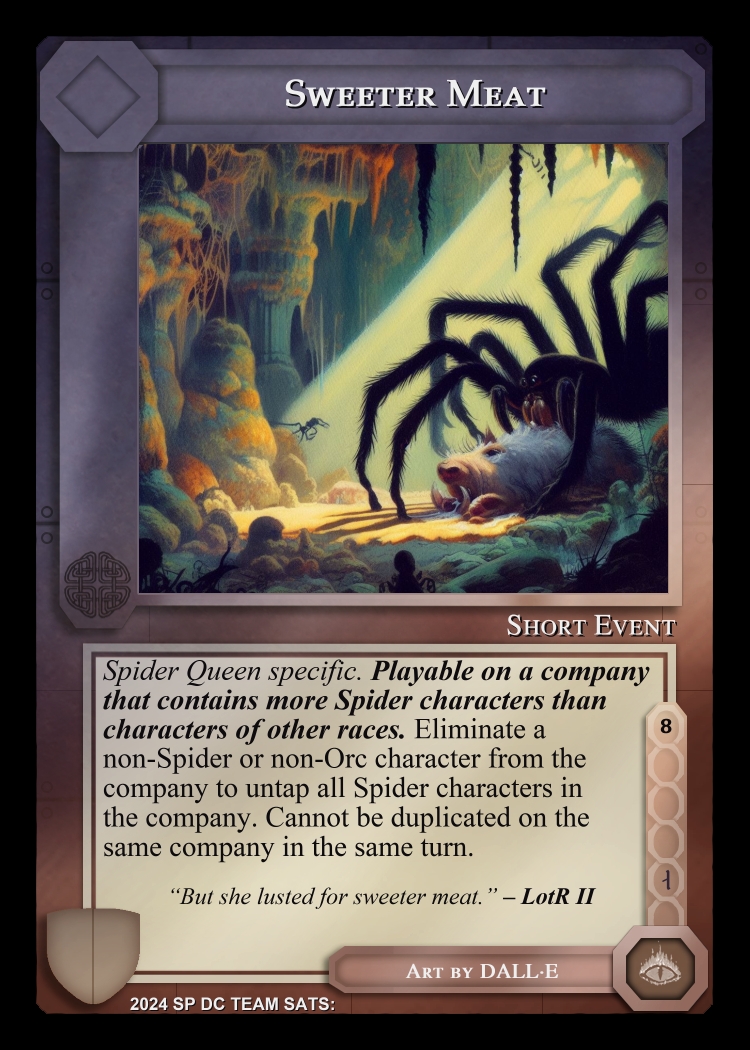 Sweeter Meat
Short Event
Spider Queen specific. Playable on a company
that contains more Spider characters than
characters of other races. Eliminate a
non-Spider or non-Orc character from the
company to untap all Spider characters in
the company. Cannot be duplicated on the
same company in the same turn.
8
“But she lusted for sweeter meat.” – LotR II
Art by DALL·E
2024 SP DC TEAM SATS: